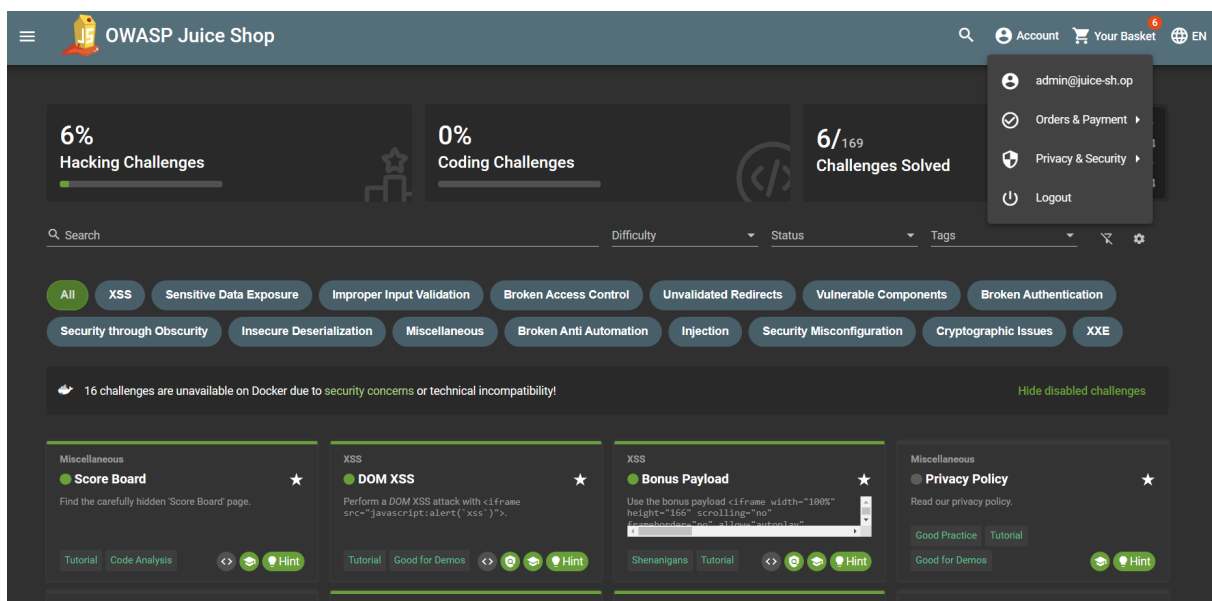 OWASP Juice Shop
Account
Your Basket
6
EN
admin@juice-sh.op
Orders & Payment
Privacy & Security
Logout
6%
Hacking Challenges
0%
Coding Challenges
6/169
Challenges Solved
Search
Difficulty
Status
Tags
All
XSS
Sensitive Data Exposure
Improper Input Validation
Broken Access Control
Unvalidated Redirects
Vulnerable Components
Broken Authentication
Security through Obscurity
Insecure Deserialization
Miscellaneous
Broken Anti Automation
Injection
Security Misconfiguration
Cryptographic Issues
XXE
16 challenges are unavailable on Docker due to security concerns or technical incompatibility!
Hide disabled challenges
Miscellaneous
Score Board
Find the carefully hidden 'Score Board' page.
Tutorial
Code Analysis
Hint
XSS
DOM XSS
Perform a DOM XSS attack with <iframe
src="javascript:alert(`xss`)">.
Tutorial
Good for Demos
Hint
XSS
Bonus Payload
Use the bonus payload <iframe width="100%"
height="166" scrolling="no"
frameborder="no" allow="autoplay"
Shenanigans
Tutorial
Hint
Miscellaneous
Privacy Policy
Read our privacy policy.
Good Practice
Tutorial
Good for Demos
Hint